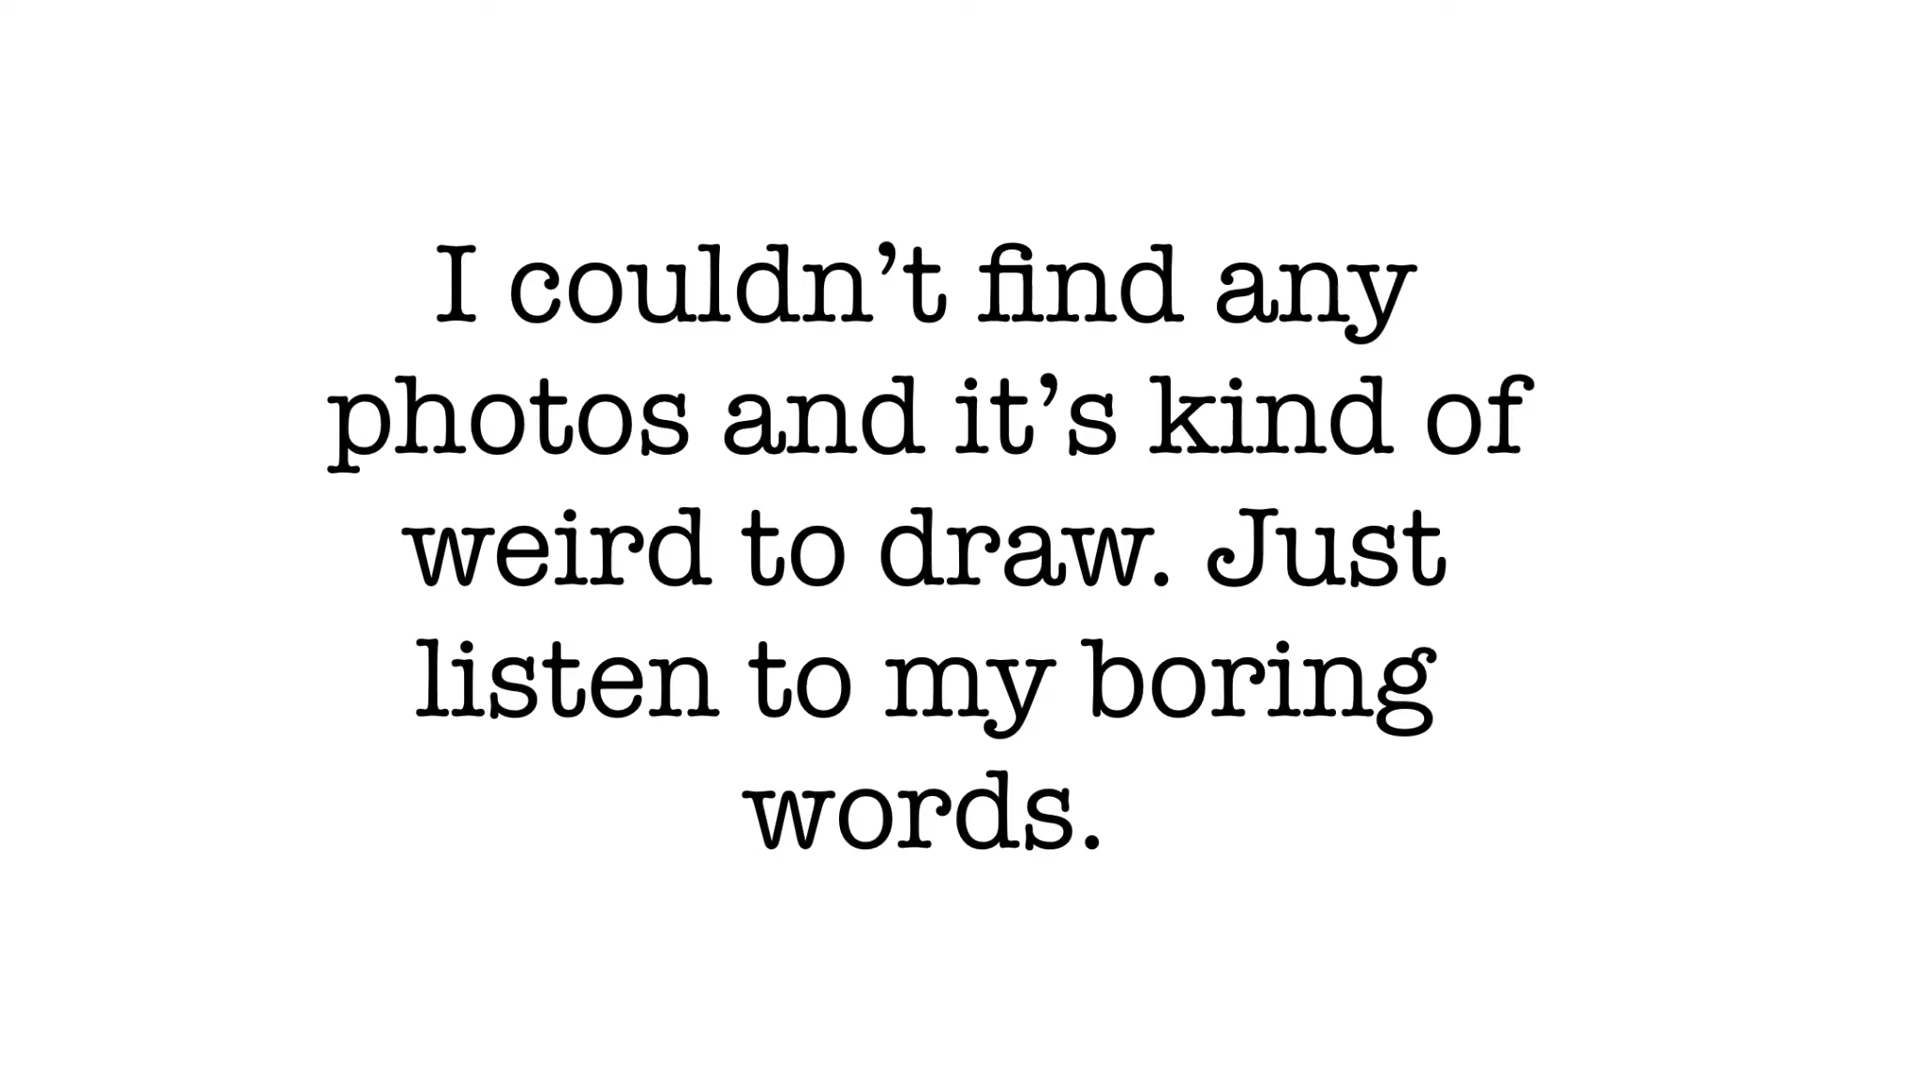 I couldn’t find any
photos and it’s kind of
weird to draw. Just
listen to my boring
words.